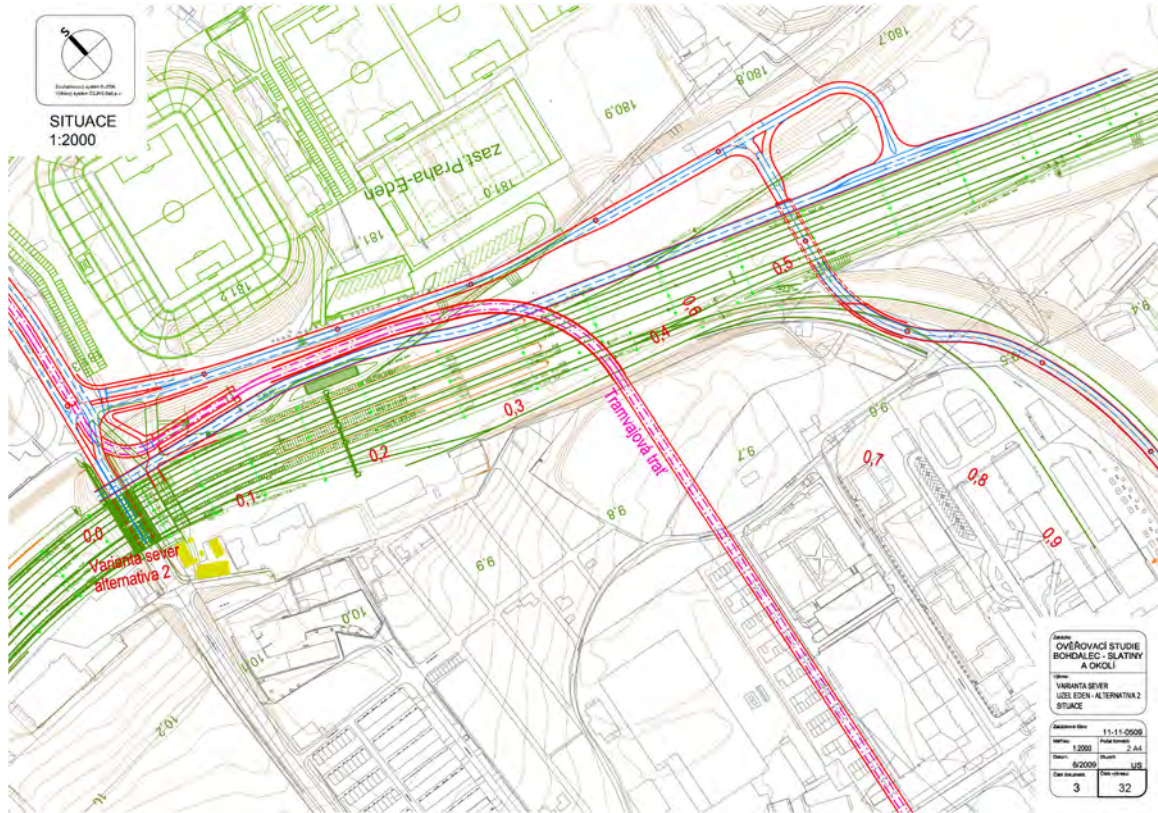 S
SITUACE
1:2000
180,7
180,8
180,9
zast.Praha-Eden
181,0
181,2
0,5
0,6
0,4
0,3
0,2
0,1
0,0
Varianta sever
alternativa 2
Tramvajová trať
9,4
9,5
9,6
9,7
9,8
9,9
10,0
10,2
0,7
0,8
0,9
OVĚŘOVACÍ STUDIE
BOHDALEC - SLATINY
A OKOLÍ
VARIANTA SEVER
UZEL EDEN - ALTERNATIVA 2
SITUACE
11-11-0509
1:2000
2 A4
6/2009
US
3
32